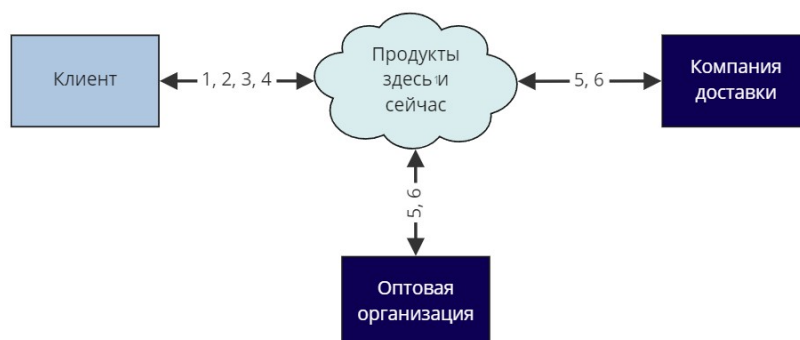 Продукты
Клиент
1, 2, 3, 4
здесь и
сейчас
5, 6
Компания
доставки
5, 6
Оптовая
организация